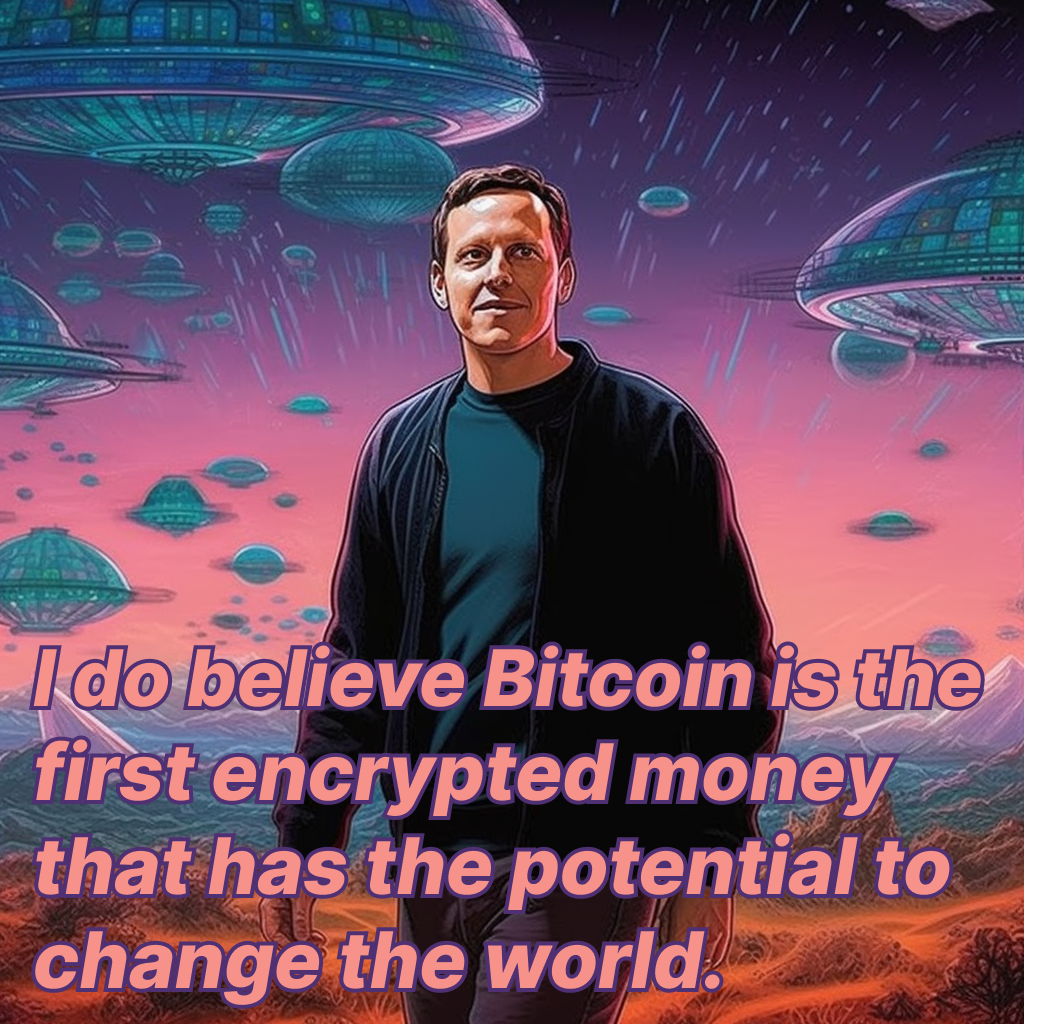 I do believe Bitcoin is the
first encrypted money
that has the potential to
change the world.